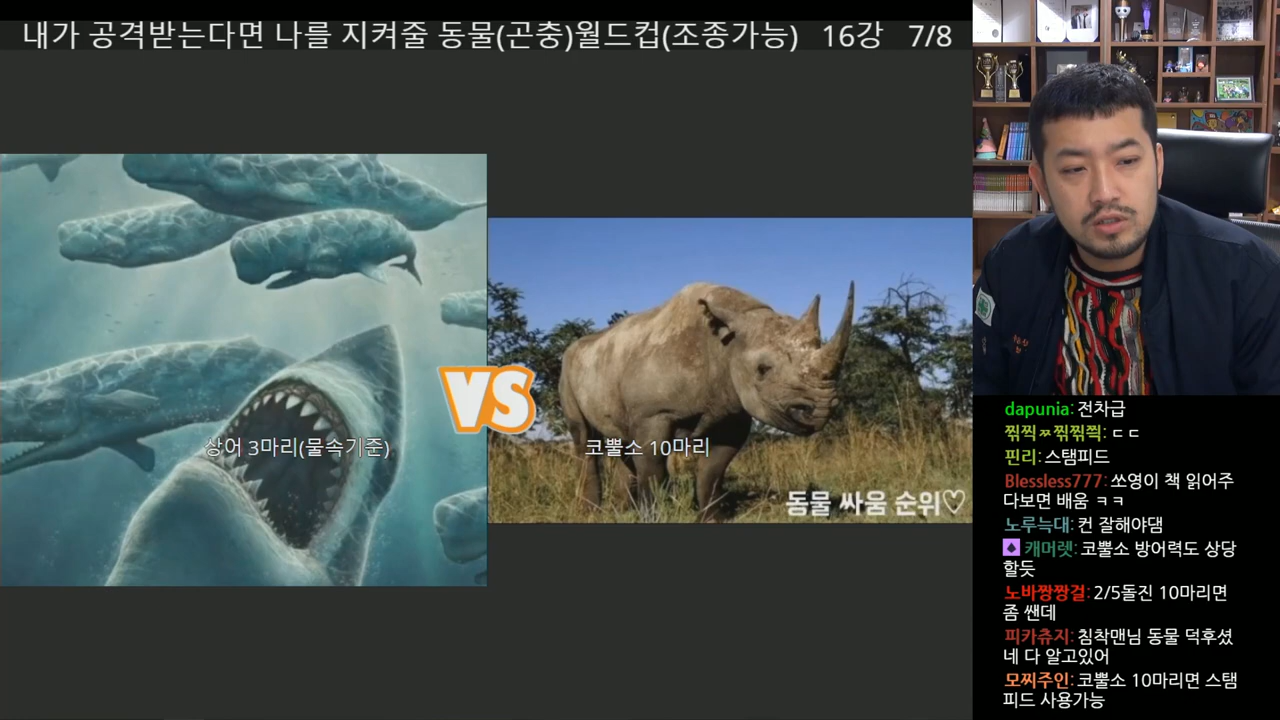 내가 공격받는다면 나를 지켜줄 동물(곤충)월드컵(조종가능) 16강 7/8
VS
상어 3마리(물속기준)
코뿔소 10마리
동물 싸움 순위♡
dapunia: 전차급
찎찍ㅉ찎찎쯱: ㄷㄷ
핀리: 스탬피드
Blessless777: 쏘영이 책 읽어주
다보면 배움 ㅋㅋ
노루늑대: 컨 잘해야댐
캐머렛: 코뿔소 방어력도 상당
할듯
노바짱짱걸: 2/5돌진 10마리면
좀 쌘데
피카츄지: 침착맨님 동물 덕후셨
네 다 알고있어
모찌주인: 코뿔소 10마리면 스탬
피드 사용가능